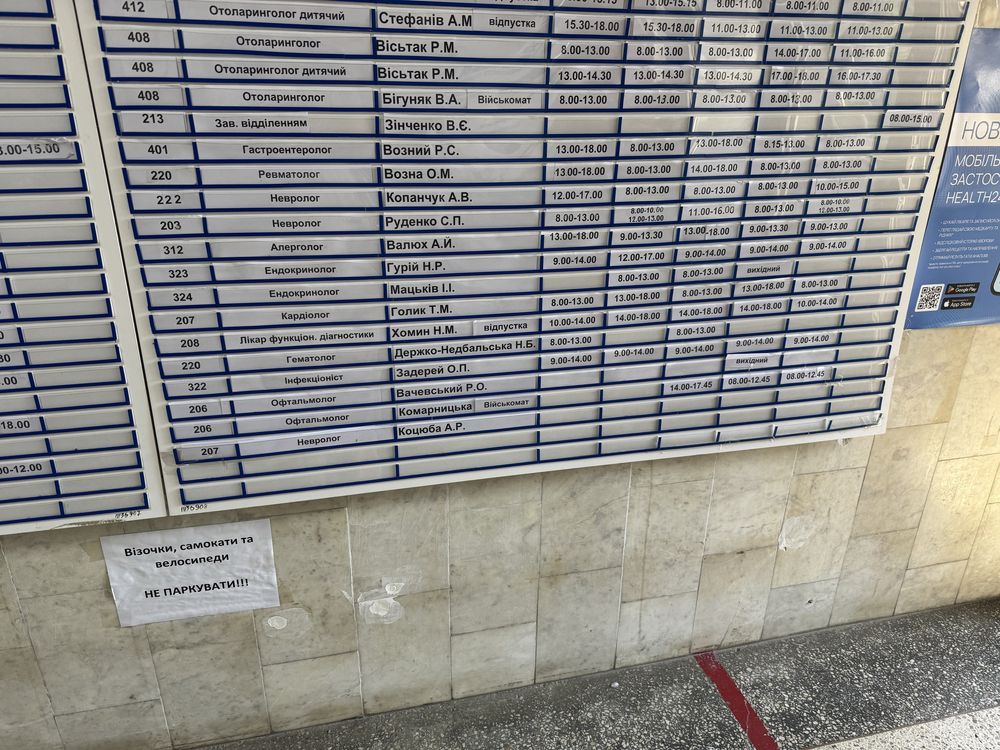 412 Отоларинголог дитячий Стефанів А.М відпустка 15.30-18.00 15.30-18.00 11.00-13.00 11.00-13.00 11.00-13.00
408 Отоларинголог Вісьтак Р.М. 8.00-13.00 8.00-13.00 8.00-13.00 14.00-17.00 11.00-16.00
408 Отоларинголог дитячий Вісьтак Р.М. 13.00-14.30 13.00-14.30 13.00-14.30 17.00-18.00 16.00-17.30
408 Отоларинголог Бігуняк В.А. Військомат 8.00-13.00 8.00-13.00 8.00-13.00 8.00-13.00 8.00-13.00
213 Зав. відділенням Зінченко В.Є. 08.00-15.00
401 Гастроентеролог Возний Р.С. 13.00-18.00 8.00-13.00 13.00-18.00 8.15-13.00 8.00-13.00
220 Ревматолог Возна О.М. 13.00-18.00 8.00-13.00 14.00-18.00 8.00-13.00 8.00-13.00
222 Невролог Копанчук А.В. 12.00-17.00 8.00-13.00 8.00-13.00 8.00-13.00 10.00-15.00
203 Невролог Руденко С.П. 8.00-13.00 8.00-10.00 12.00-13.00 11.00-16.00 8.00-13.00 8.00-10.00 12.00-13.00
312 Алерголог Валюх А.Й. 13.00-18.00 9.00-13.30 13.00-18.00 9.00-13.30 9.00-13.30
323 Ендокринолог Гурій Н.Р. 9.00-14.00 12.00-17.00 9.00-14.00 9.00-14.00 9.00-14.00
324 Ендокринолог Мацьків І.І. 8.00-13.00 8.00-13.00 вихідний
207 Кардіолог Голик Т.М. 8.00-13.00 13.00-18.00 8.00-13.00 13.00-18.00 8.00-13.00
208 Лікар функціон. діагностики Хомин Н.М. відпустка 10.00-14.00 14.00-18.00 14.00-18.00 14.00-18.00 10.00-14.00
220 Гематолог Держко-Недбальська Н.Б. 8.00-13.00 8.00-13.00
322 Інфекціоніст Задерей О.П. 9.00-14.00 9.00-14.00 9.00-14.00 9.00-14.00 9.00-14.00
206 Офтальмолог Вачевський Р.О. вихідний
206 Офтальмолог Комарницька Військомат 14.00-17.45 08.00-12.45 08.00-12.45
207 Невролог Коцюба А.Р.
№36907
№36908
Візочки, самокати та
велосипеди
НЕ ПАРКУВАТИ!!!
Google Play
App Store